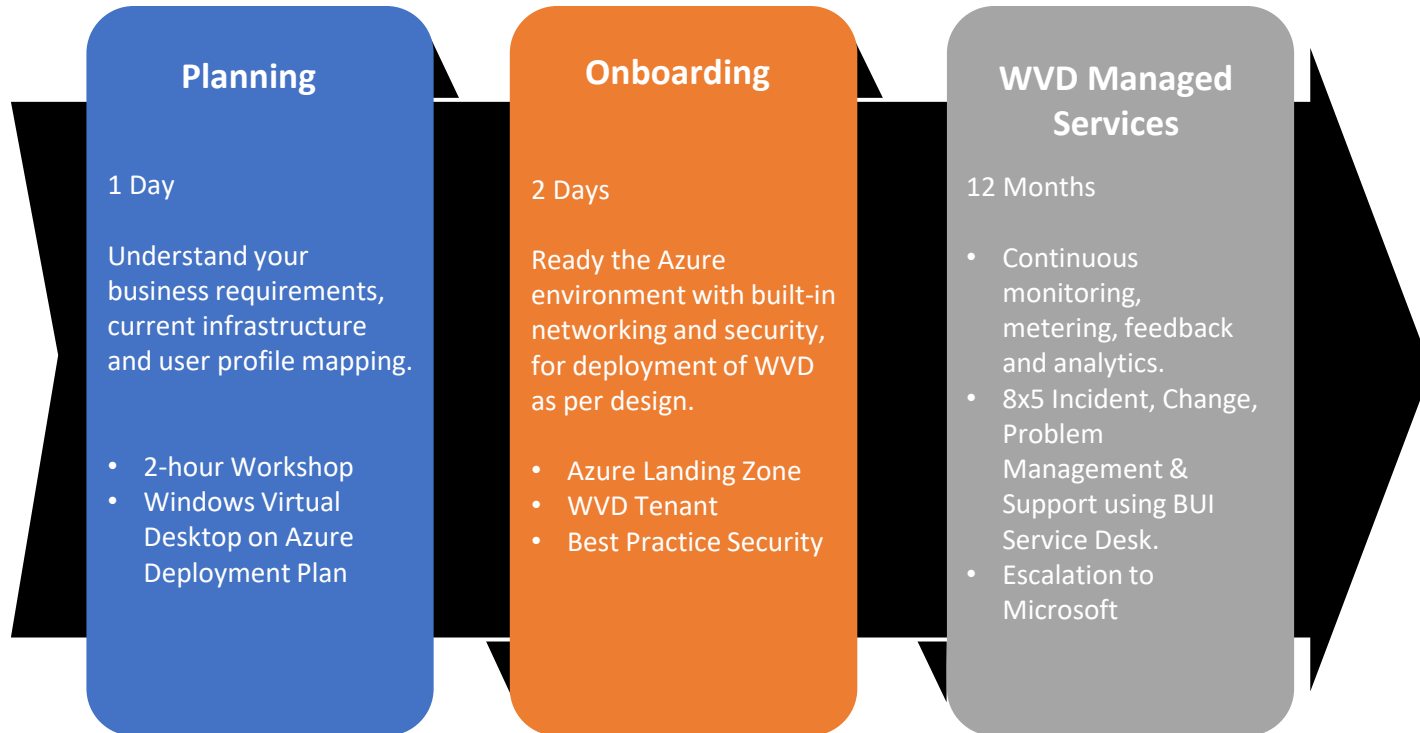 Planning
1 Day
Understand your
business requirements,
current infrastructure
and user profile mapping.
• 2-hour Workshop
• Windows Virtual
Desktop on Azure
Deployment Plan
Onboarding
2 Days
Ready the Azure
environment with built-in
networking and security,
for deployment of WVD
as per design.
• Azure Landing Zone
• WVD Tenant
• Best Practice Security
WVD Managed
Services
12 Months
• Continuous
monitoring,
metering, feedback
and analytics.
• 8x5 Incident, Change,
Problem
Management &
Support using BUI
Service Desk.
• Escalation to
Microsoft